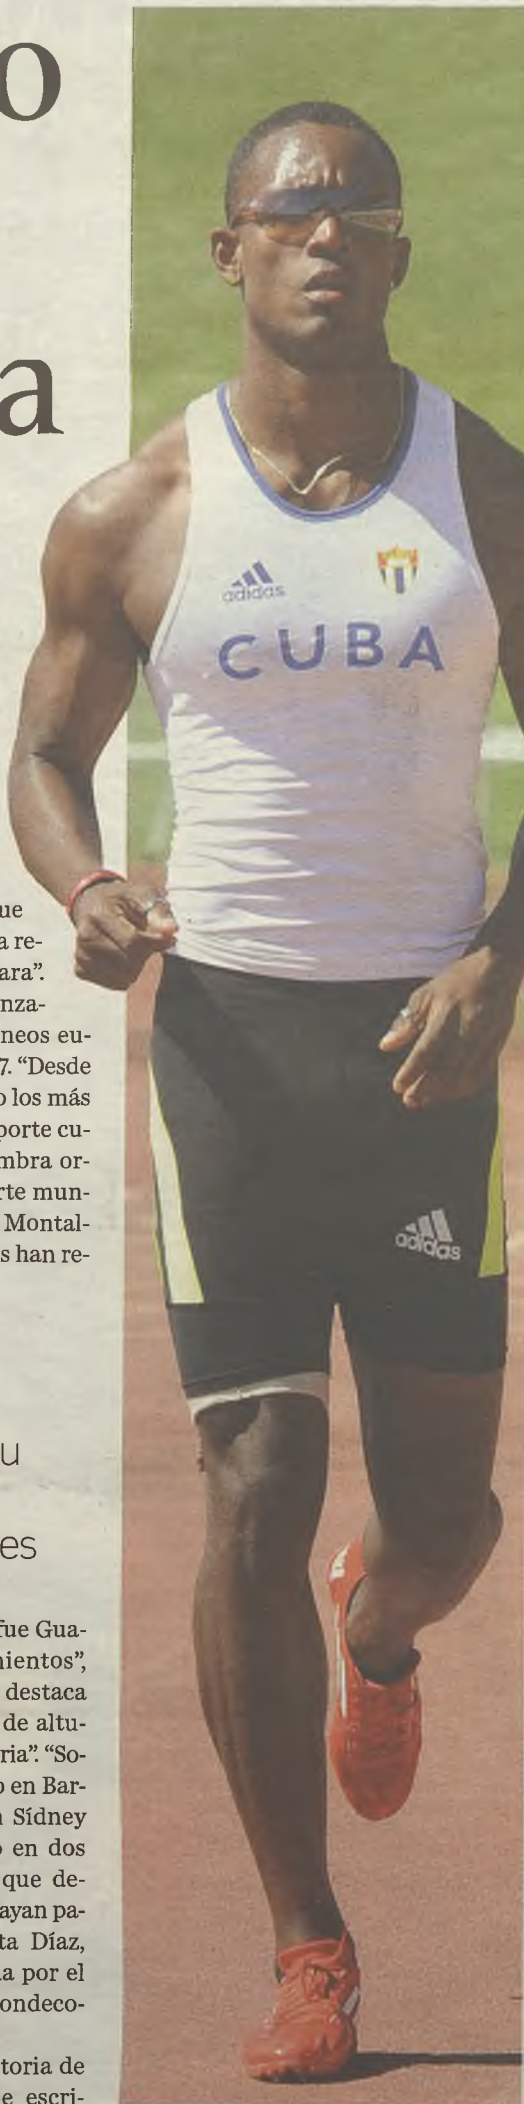 o
a
adidas
CUBA
ue
a re-
ara”.
nza-
neos eu-
7. “Desde
o los más
porte cu-
mbra or-
rte mun-
Montal-
s han re-
adidas
u
es
fue Gua-
nientos”,
destaca
de altu-
ria”. “So-
o en Bar-
n Sídney
o en dos
que de-
ayan pa-
ta Díaz,
a por el
ondeco-
toria de
e escri-